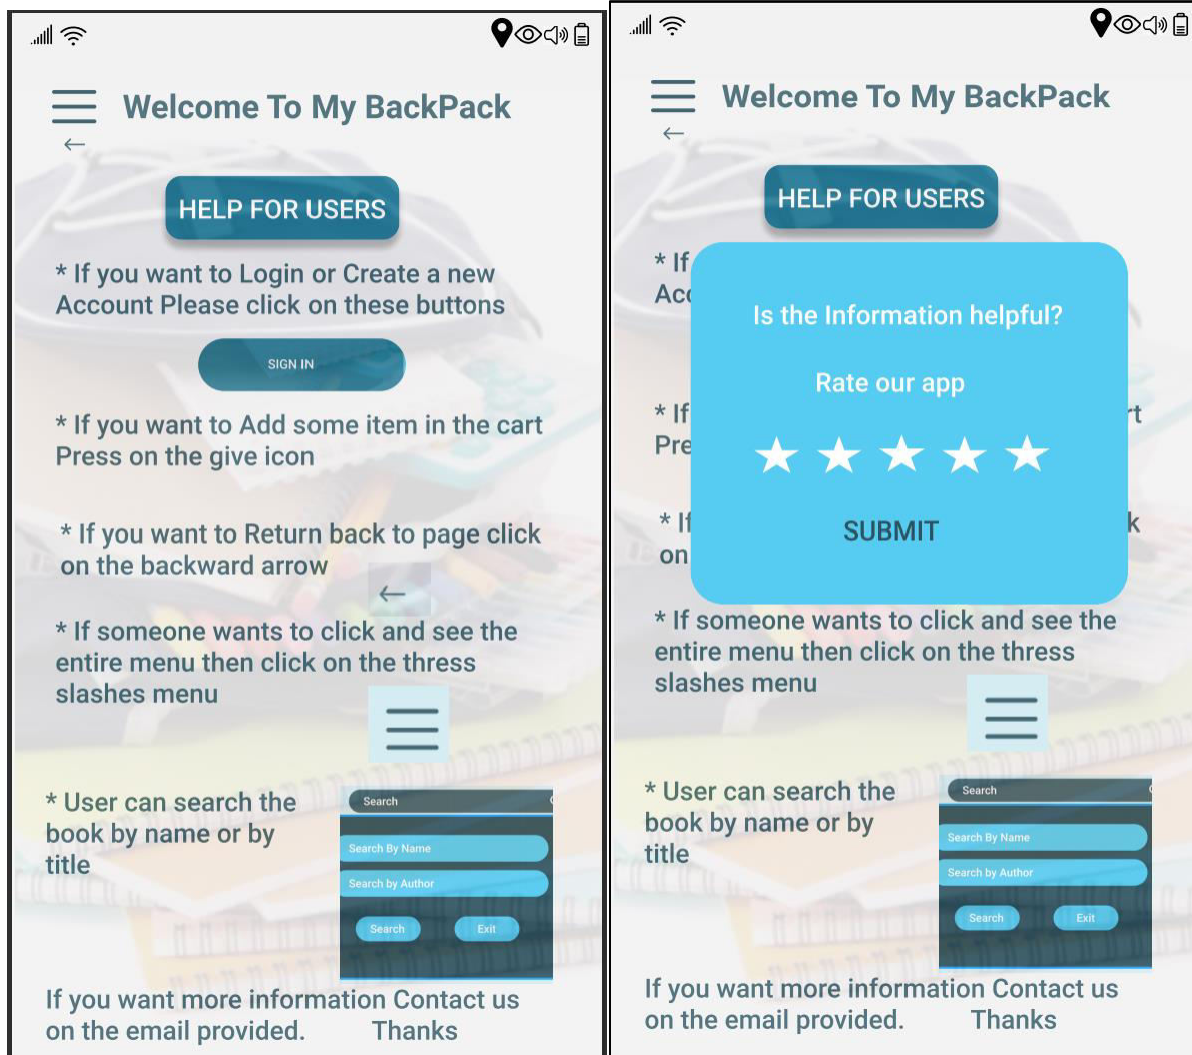 Welcome To My BackPack
HELP FOR USERS
* If you want to Login or Create a new
Account Please click on these buttons
SIGN IN
* If you want to Add some item in the cart
Press on the give icon
* If you want to Return back to page click
on the backward arrow
* If someone wants to click and see the
entire menu then click on the thress
slashes menu
* User can search the
book by name or by
title
Search
Search By Name
Search by Author
Search Exit
If you want more information Contact us
on the email provided. Thanks
Welcome To My BackPack
HELP FOR USERS
* If
Acc
Is the Information helpful?
Rate our app
* If rt
Pre
SUBMIT
* If k
on
* If someone wants to click and see the
entire menu then click on the thress
slashes menu
* User can search the
book by name or by
title
Search
Search By Name
Search by Author
Search Exit
If you want more information Contact us
on the email provided. Thanks